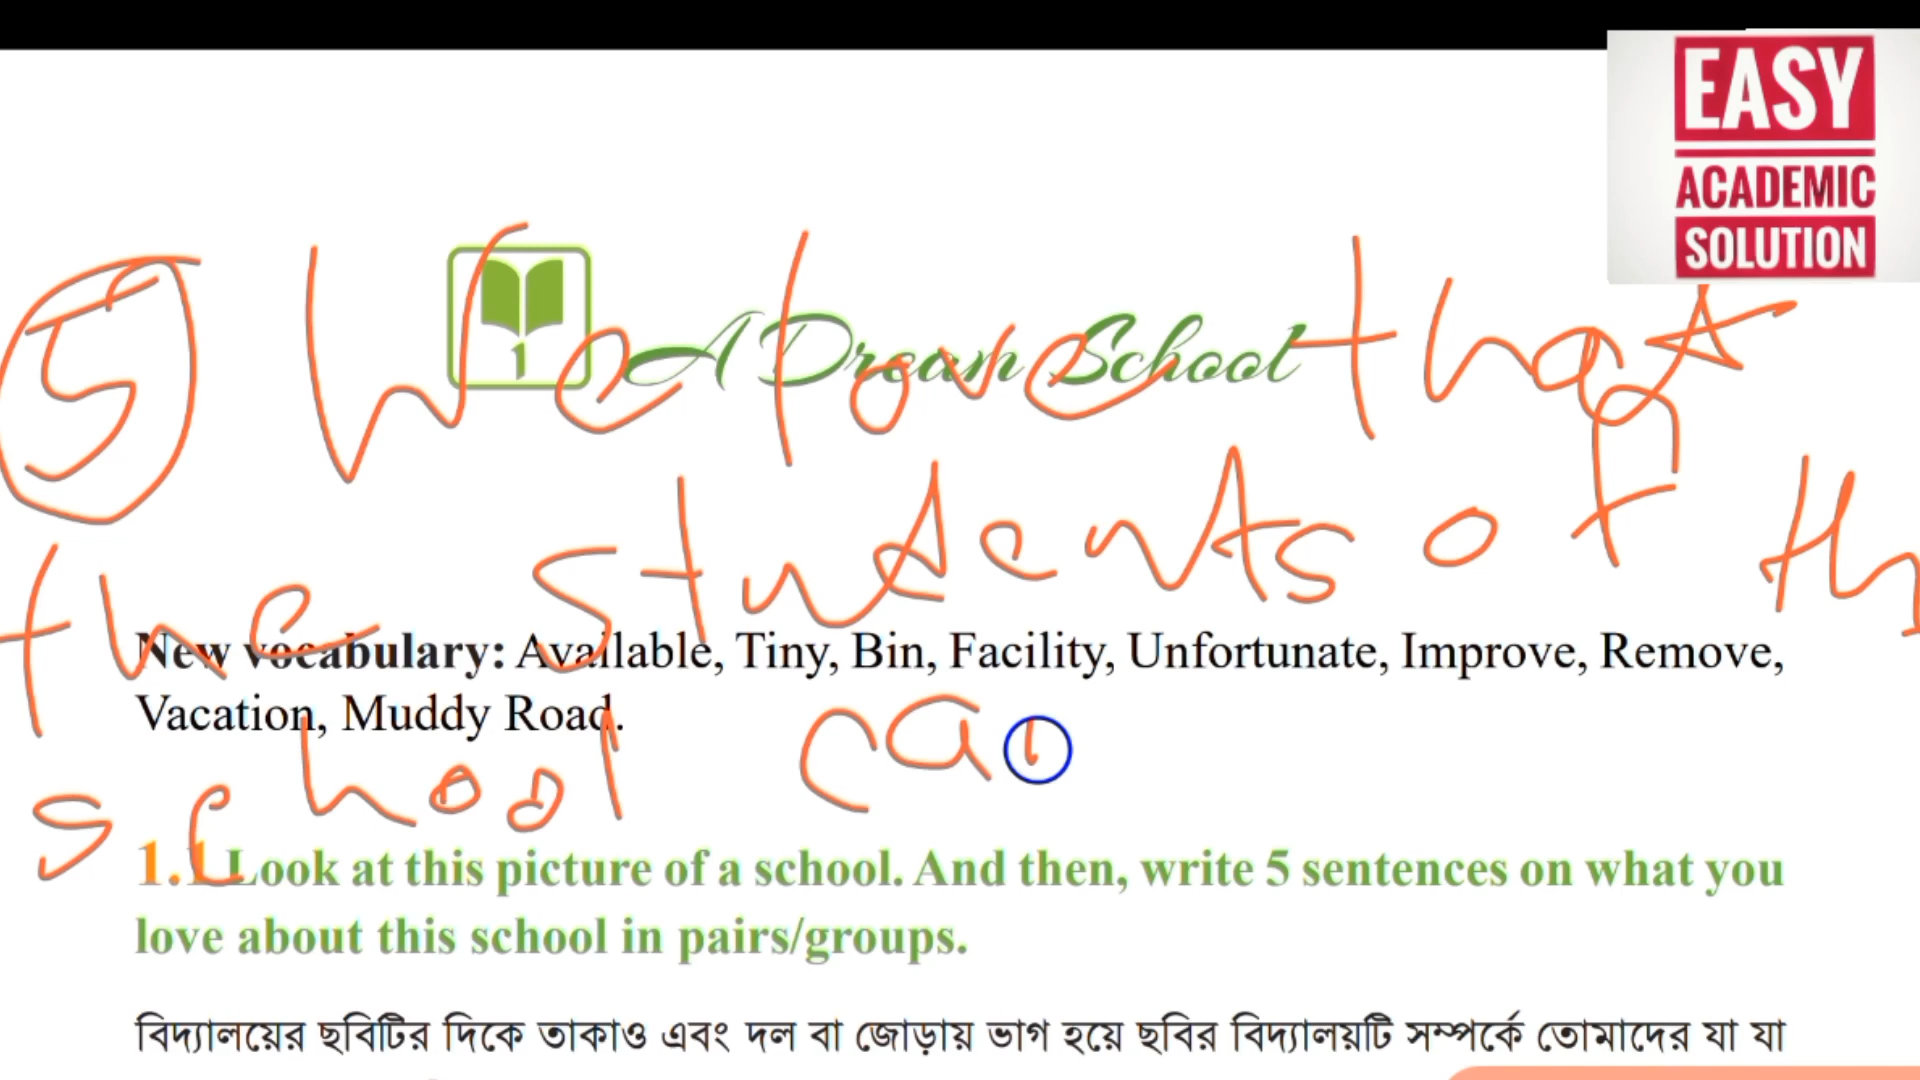 EASY
ACADEMIC
SOLUTION
1
A Dream School
5 We love that
the students of th
school ca
New vocabulary: Available, Tiny, Bin, Facility, Unfortunate, Improve, Remove,
Vacation, Muddy Road.
1.1 Look at this picture of a school. And then, write 5 sentences on what you
love about this school in pairs/groups.
বিদ্যালয়ের ছবিটির দিকে তাকাও এবং দল বা জোড়ায় ভাগ হয়ে ছবির বিদ্যালয়টি সম্পর্কে তোমাদের যা যা